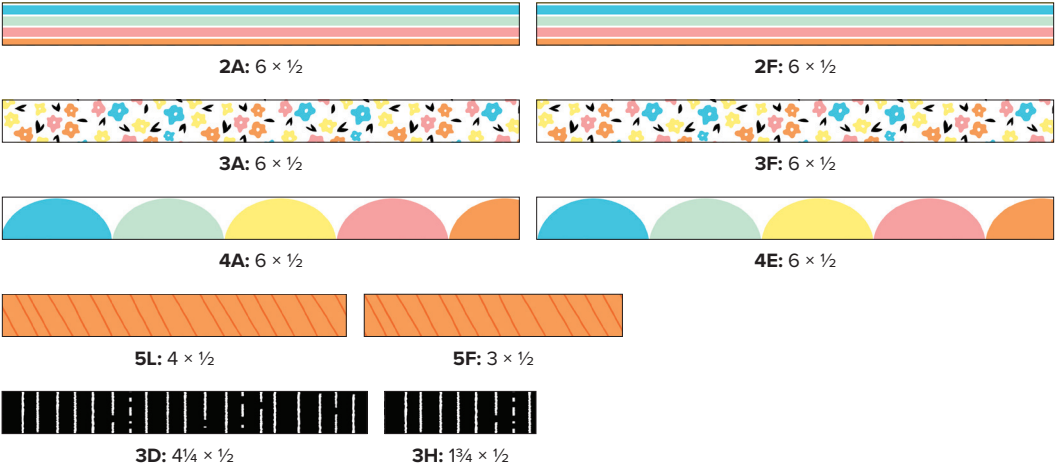 2A: 6 × ½ 2F: 6 × ½
3A: 6 × ½ 3F: 6 × ½
4A: 6 × ½ 4E: 6 × ½
5L: 4 × ½ 5F: 3 × ½
3D: 4¼ × ½ 3H: 1¾ × ½